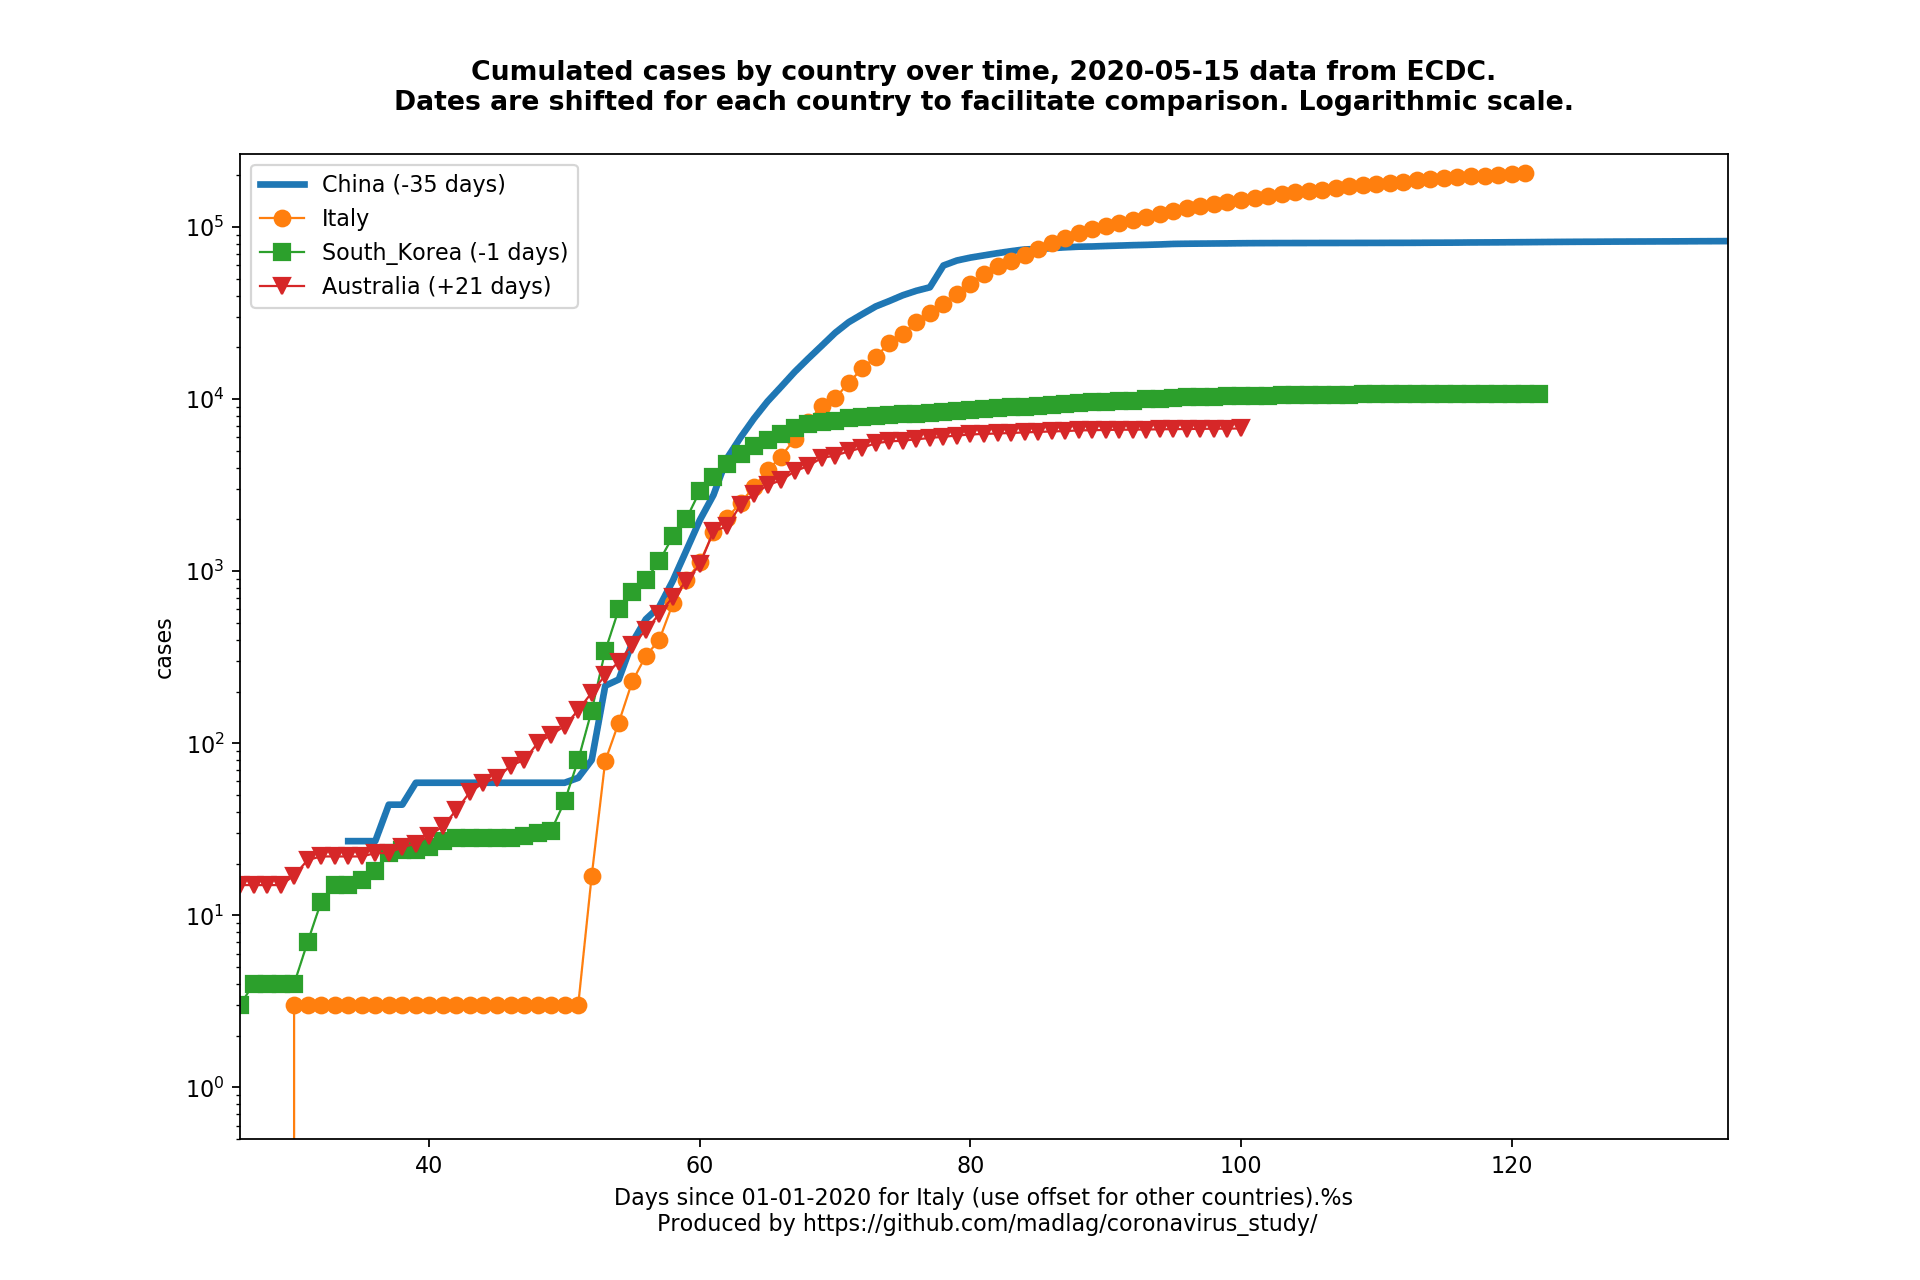 Cumulated cases by country over time, 2020-05-15 data from ECDC.
Dates are shifted for each country to facilitate comparison. Logarithmic scale.
China (-35 days)
Italy
South_Korea (-1 days)
Australia (+21 days)
10^5
10^4
10^3
10^2
10^1
10^0
cases
40 60 80 100 120
Days since 01-01-2020 for Italy (use offset for other countries).%s
Produced by https://github.com/madlag/coronavirus_study/